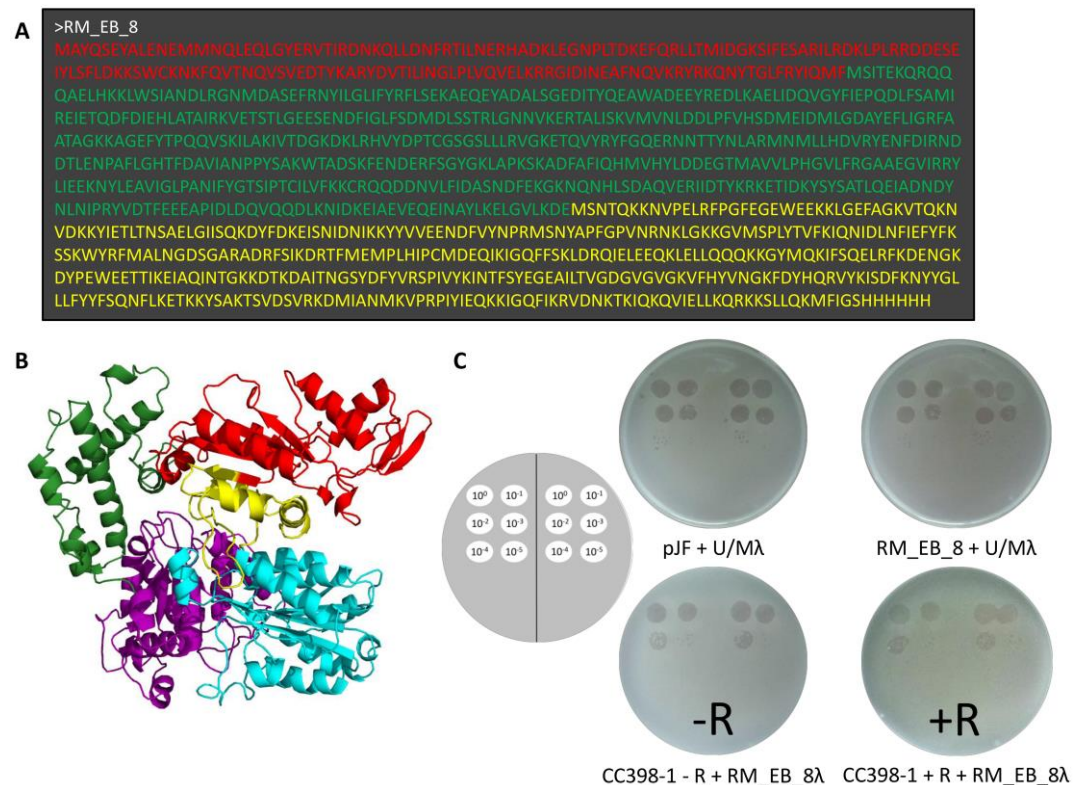 A
>RM_EB_8
MAYQSEYALENEMMNQLEQLGYERVTIRDNKQLLDNFRTILNERHADKLEGNPLTDKEFQRLLTMIDGKSIFESARILRDKLPLRRDDESE
IYLSFLDKKSWCKNKFQVTNQVSVEDTYKARYDVTILINGLPLVQVELKRRGIDINEAFNQVKRYRKQNYTGLFRYIQMFMSITEKQRQQ
QAELHKKLWSIANDLRGNMDASEFRNYILGLIFYRFLSEKAEQEYADALSGEDITYQEAWADEEYREDLKAELIDQVGYFIEPQDLFSAMI
REIETQDFDIEHLATAIRKVETSTLGEESENDFIGLFSDMDLSSTRLGNNVKERTALISKVMVNLDDLPFVHSDMEIDMLGDAYEFLIGRFA
ATAGKKAGEFYTPQQVSKILAKIVTDGKDKLRHVYDPTCGSGSLLLRVGKETQVYRYFGQERNNTTYNLARMNMLLHDVRYENFDIRND
DTLENPAFLGHTFDAVIANPPYSAKWTADSKFENDERFSGYGKLAPKSKADFAFIQHMVHYLDDEGTMAVVLPHGVLFRGAAEGVIRRY
LIEEKNYLEAVIGLPANIFYGTSIPTCILVFKKCRQQDDNVLFIDASNDFEKGKNQNHLSDAQVERIIDTYKRKETIDKYSYSATLQEIADNDY
NLNIPRYVDTFEEEAPIDLDQVQQDLKNIDKEIAEVEQEINAYLKELGVLKDEMSNTQKKNVPELRFPGFEGEWEEKKLGEFAGKVTQKN
VDKKYIETLTNSAELGIISQKDYFDKEISNIDNIKKYYVVEENDFVYNPRMSNYAPFGPVNRNKLGKKGVMSPLYTVFKIQNIDLNFIEFYFK
SSKWYRFMALNGDSGARADRFSIKDRTFMEMPLHIPCMDEQIKIGQFFSKLDRQIELEEQKLELLQQQKKGYMQKIFSQELRFKDENGK
DYPEWEETTIKEIAQINTGKKDTKDAITNGSYDFYVRSPIVYKINTFSYEGEAILTVGDGVGVGKVFHYVNGKFDYHQRVYKISDFKNYYGL
LLFYYFSQNFLKETKKYSAKTSVDSVRKDMIANMKVPRPIYIEQKKIGQFIKRVDNKTKIQKQVIELLKQRKKSLLQKMFIGSHHHHHH
B
C
10⁰ 10⁻¹ 10⁰ 10⁻¹
10⁻² 10⁻³ 10⁻² 10⁻³
10⁻⁴ 10⁻⁵ 10⁻⁴ 10⁻⁵
pJF + U/Mλ
RM_EB_8 + U/Mλ
-R
+R
CC398-1 - R + RM_EB_8λ
CC398-1 + R + RM_EB_8λ